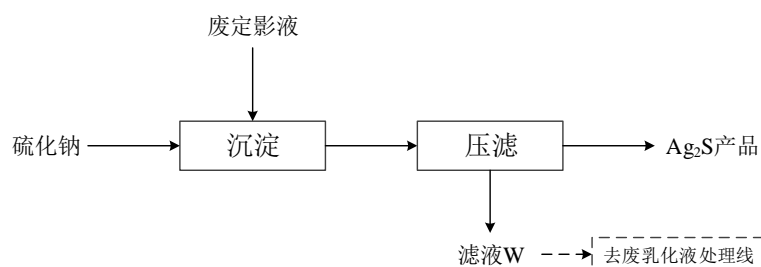 废定影液
硫化钠
沉淀
压滤
Ag₂S产品
滤液W
去废乳化液处理线